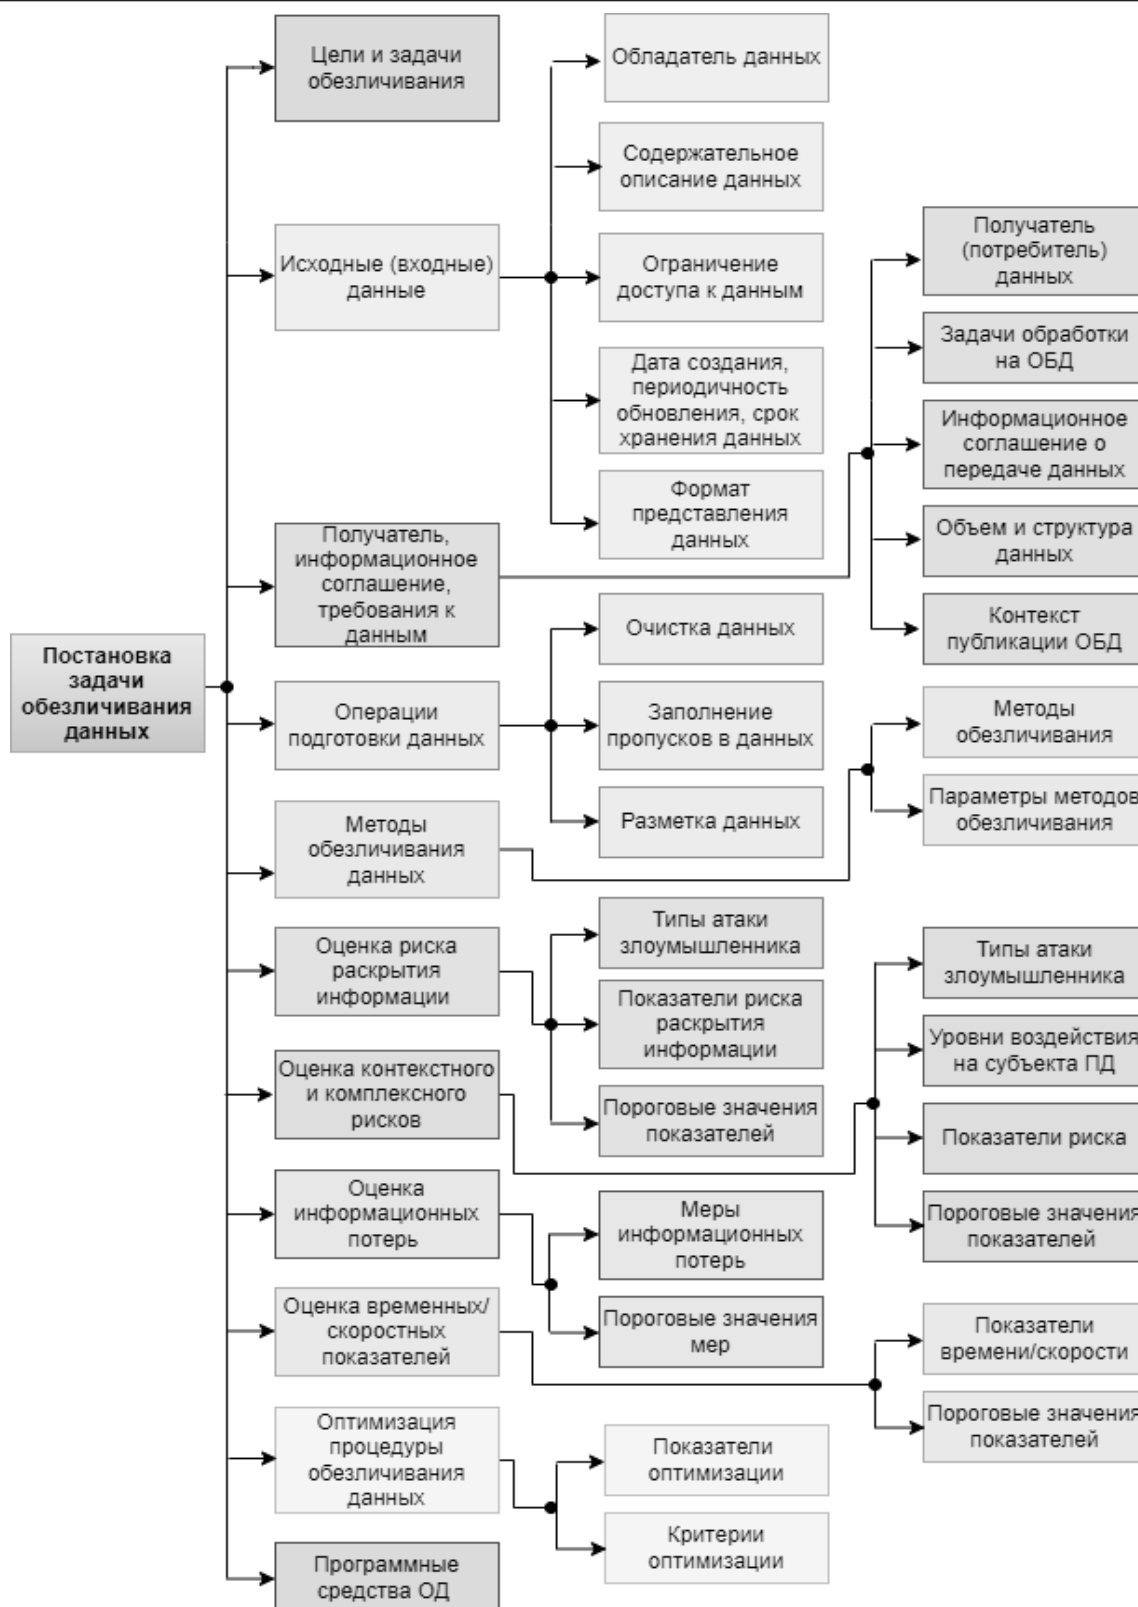 Постановка
задачи
обезличивания
данных
Цели и задачи
обезличивания
Исходные (входные)
данные
Обладатель данных
Содержательное
описание данных
Ограничение
доступа к данным
Дата создания,
периодичность
обновления, срок
хранения данных
Формат
представления
данных
Получатель,
информационное
соглашение,
требования к
данным
Получатель
(потребитель)
данных
Задачи обработки
на ОБД
Информационное
соглашение о
передаче данных
Объем и структура
данных
Контекст
публикации ОБД
Операции
подготовки данных
Очистка данных
Заполнение
пропусков в данных
Разметка данных
Методы
обезличивания
данных
Методы
обезличивания
Параметры методов
обезличивания
Оценка риска
раскрытия
информации
Типы атаки
злоумышленника
Показатели риска
раскрытия
информации
Пороговые значения
показателей
Оценка контекстного
и комплексного
рисков
Типы атаки
злоумышленника
Уровни воздействия
на субъекта ПД
Показатели риска
Пороговые значения
показателей
Оценка
информационных
потерь
Меры
информационных
потерь
Пороговые значения
мер
Оценка временных/
скоростных
показателей
Показатели
времени/скорости
Пороговые значения
показателей
Оптимизация
процедуры
обезличивания
данных
Показатели
оптимизации
Критерии
оптимизации
Программные
средства ОД